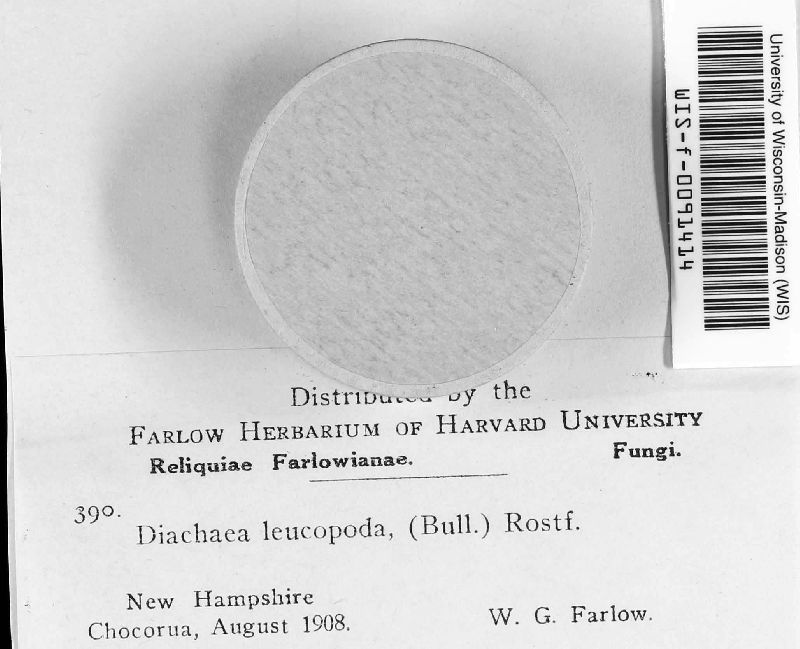 University of Wisconsin-Madison (WIS)
WIS-f-0091414
Distributed by the
FARLOW HERBARIUM OF HARVARD UNIVERSITY
Reliquiae Farlowianae. Fungi.
390.
Diachaea leucopoda, (Bull.) Rostf.
New Hampshire
Chocorua, August 1908. W. G. Farlow.